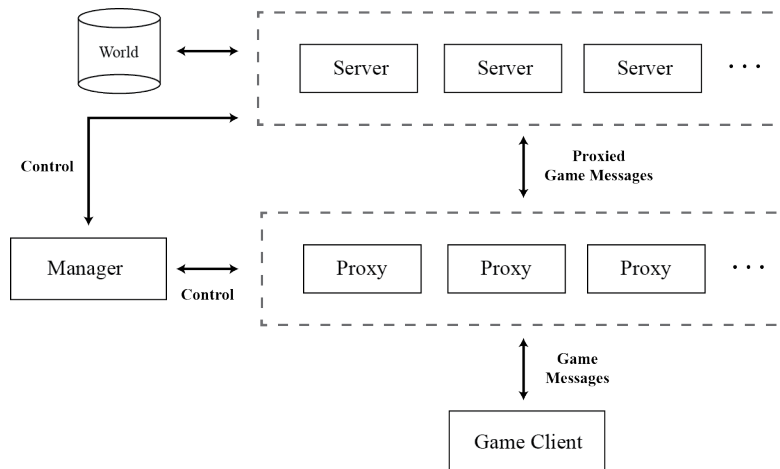 World
Server Server Server ...
Control
Proxied
Game Messages
Manager
Proxy Proxy Proxy ...
Control
Game
Messages
Game Client